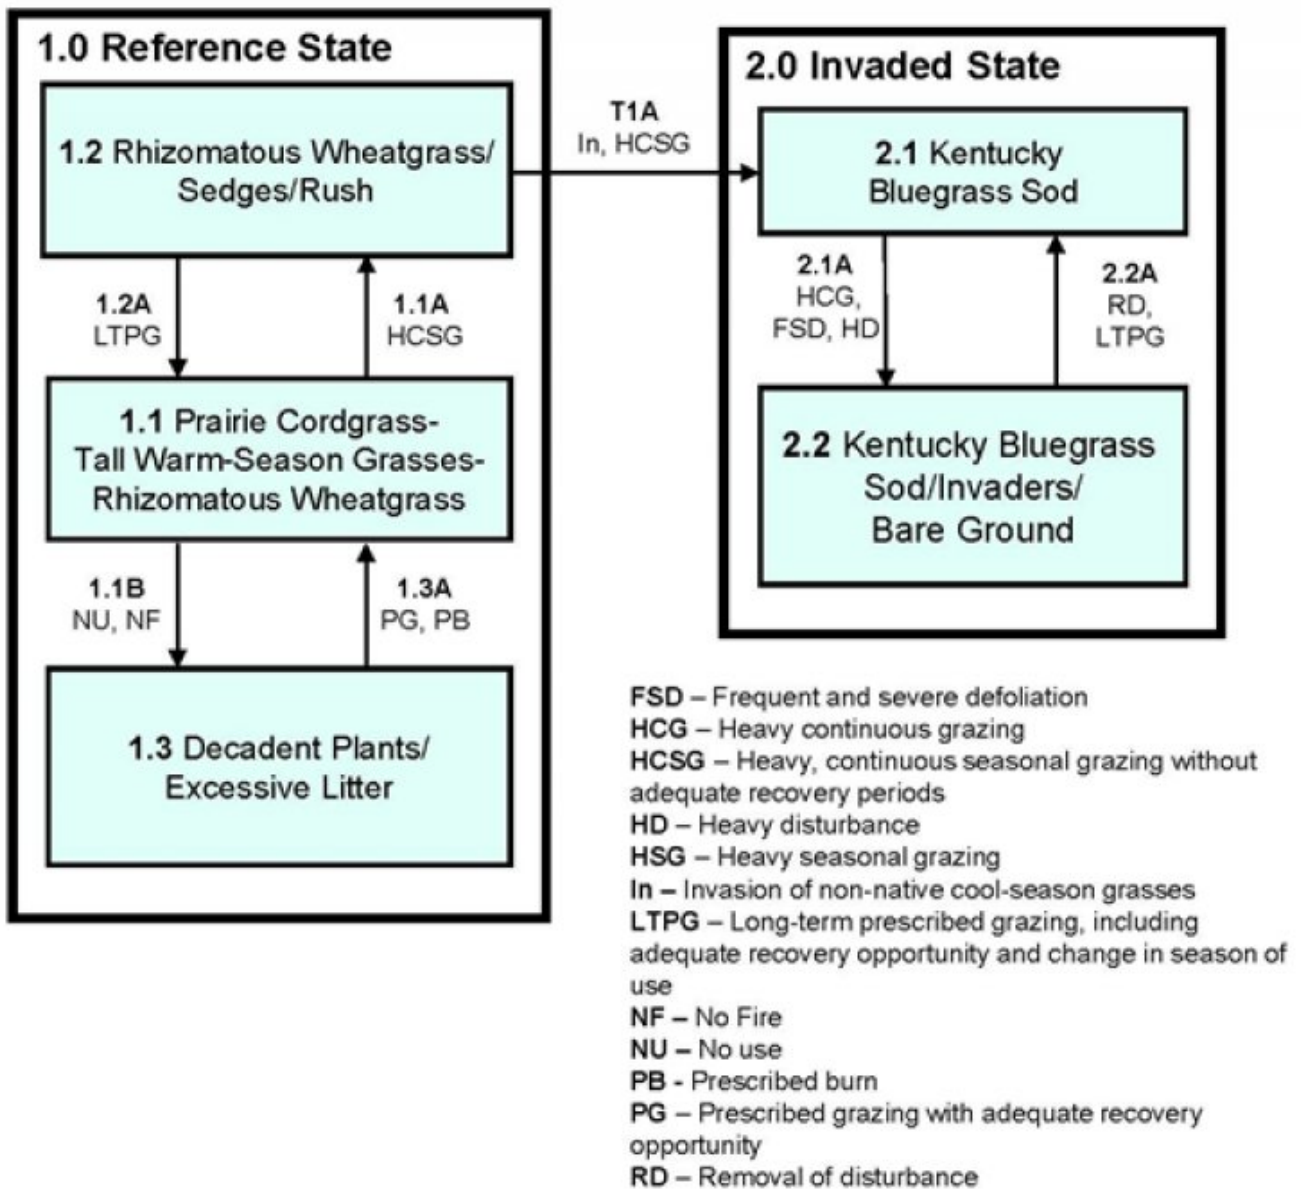 1.0 Reference State
1.2 Rhizomatous Wheatgrass/
Sedges/Rush
1.2A
LTPG
1.1A
HCSG
1.1 Prairie Cordgrass-
Tall Warm-Season Grasses-
Rhizomatous Wheatgrass
1.1B
NU, NF
1.3A
PG, PB
1.3 Decadent Plants/
Excessive Litter
T1A
In, HCSG
2.0 Invaded State
2.1 Kentucky
Bluegrass Sod
2.1A
HCG,
FSD, HD
2.2A
RD,
LTPG
2.2 Kentucky Bluegrass
Sod/Invaders/
Bare Ground
FSD – Frequent and severe defoliation
HCG – Heavy continuous grazing
HCSG – Heavy, continuous seasonal grazing without
adequate recovery periods
HD – Heavy disturbance
HSG – Heavy seasonal grazing
In – Invasion of non-native cool-season grasses
LTPG – Long-term prescribed grazing, including
adequate recovery opportunity and change in season of
use
NF – No Fire
NU – No use
PB - Prescribed burn
PG – Prescribed grazing with adequate recovery
opportunity
RD – Removal of disturbance